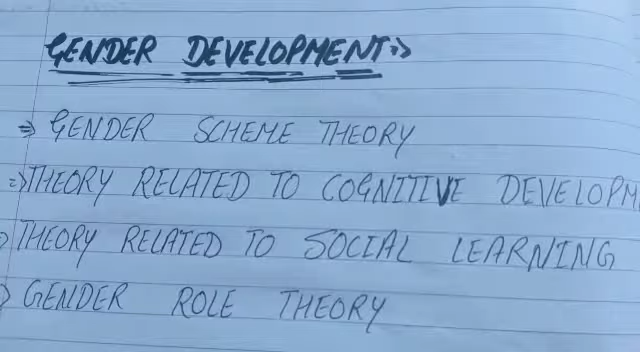 GENDER DEVELOPMENT:->
=> GENDER SCHEME THEORY
=> THEORY RELATED TO COGNITIVE DEVELOPM
=> THEORY RELATED TO SOCIAL LEARNING
=> GENDER ROLE THEORY